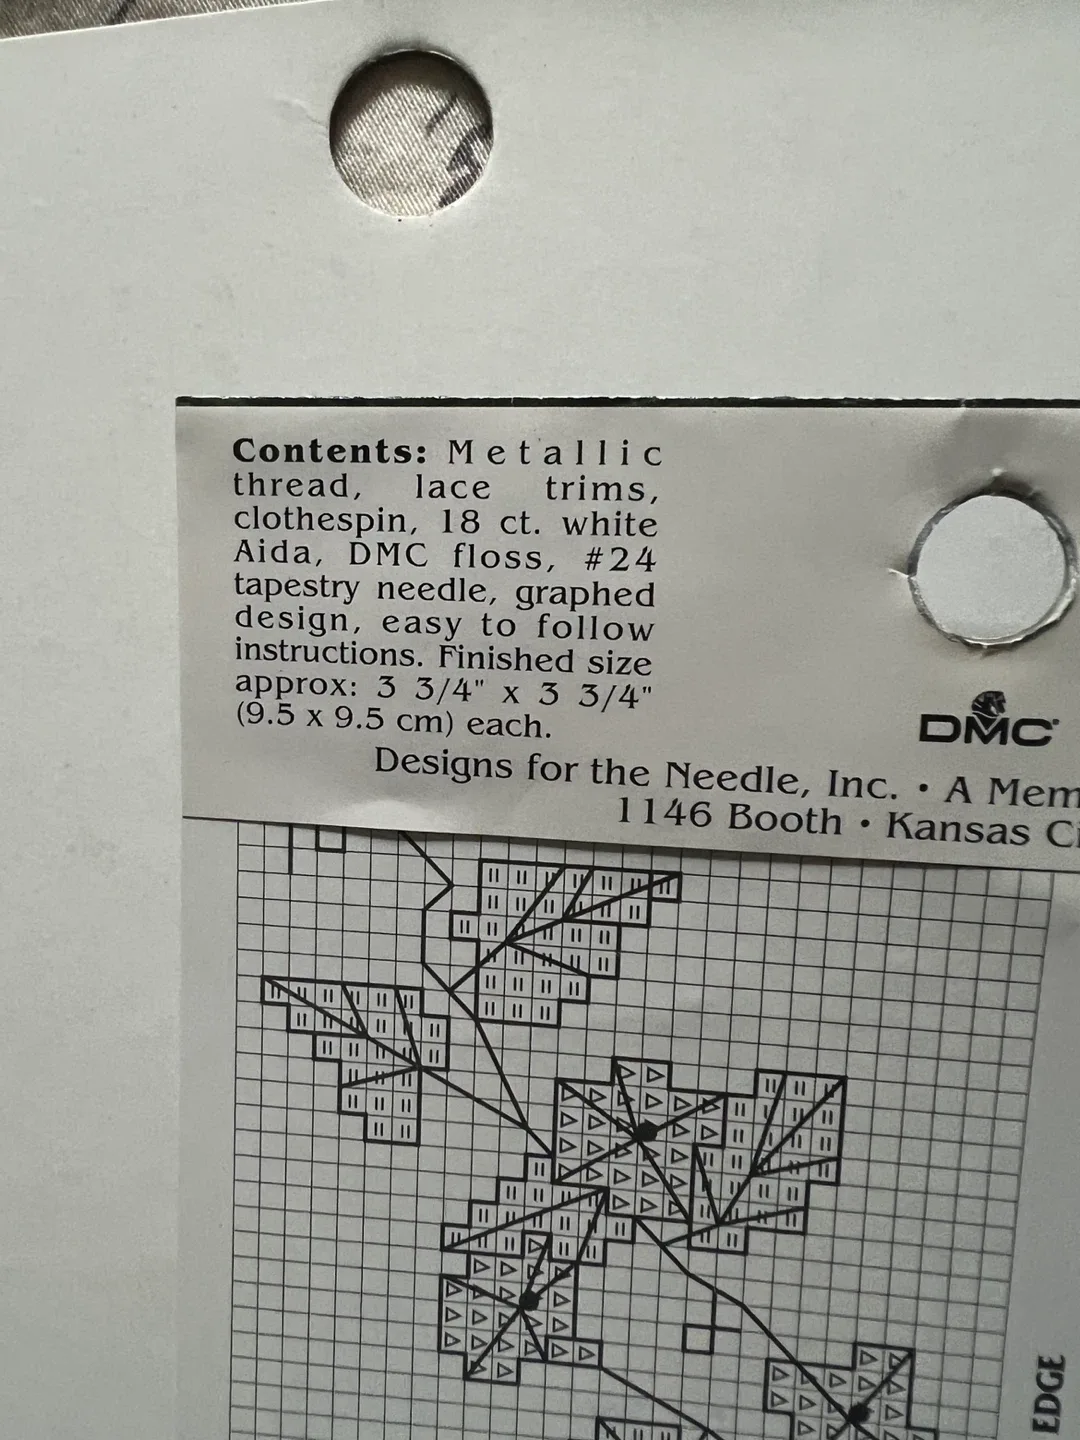 Contents: Metallic
thread, lace trims,
clothespin, 18 ct. white
Aida, DMC floss, #24
tapestry needle, graphed
design, easy to follow
instructions. Finished size
approx: 3 3/4" x 3 3/4"
(9.5 x 9.5 cm) each.
DMC
Designs for the Needle, Inc. • A
1146 Booth • Kansas
EDGE